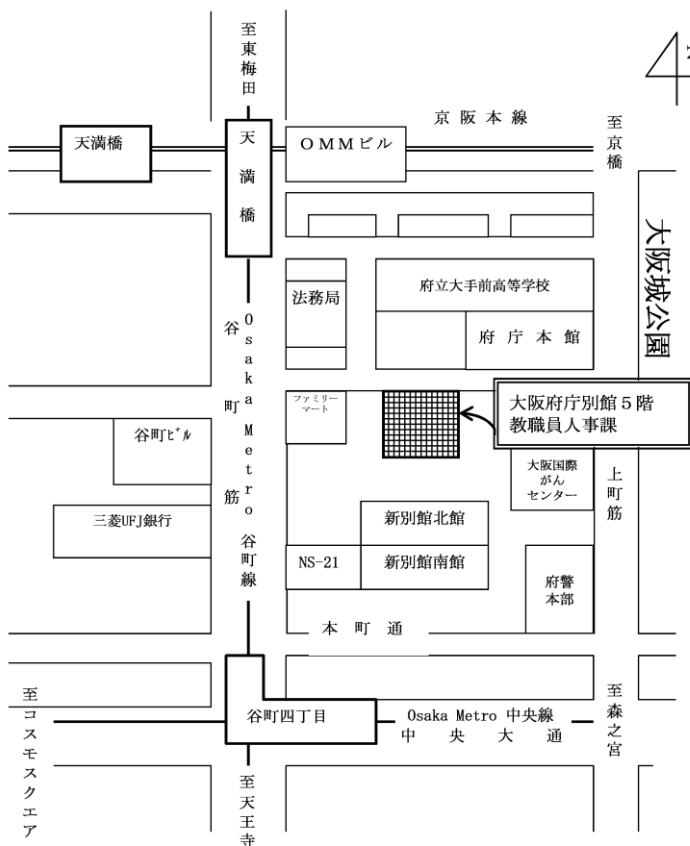 至東梅田
京阪本線
至京橋
天満橋
天満橋
OMMビル
大阪城公園
法務局
府立大手前高等学校
府庁本館
谷町筋
Osaka Metro 谷町線
ファミリー
マート
大阪府庁別館5階
教職員人事課
谷町ビル
大阪国際
がん
センター
上町筋
三菱UFJ銀行
新別館北館
NS-21
新別館南館
府警
本部
本町通
至コスモスクエア
谷町四丁目
Osaka Metro 中央線
中央大通
至森之宮
至天王寺